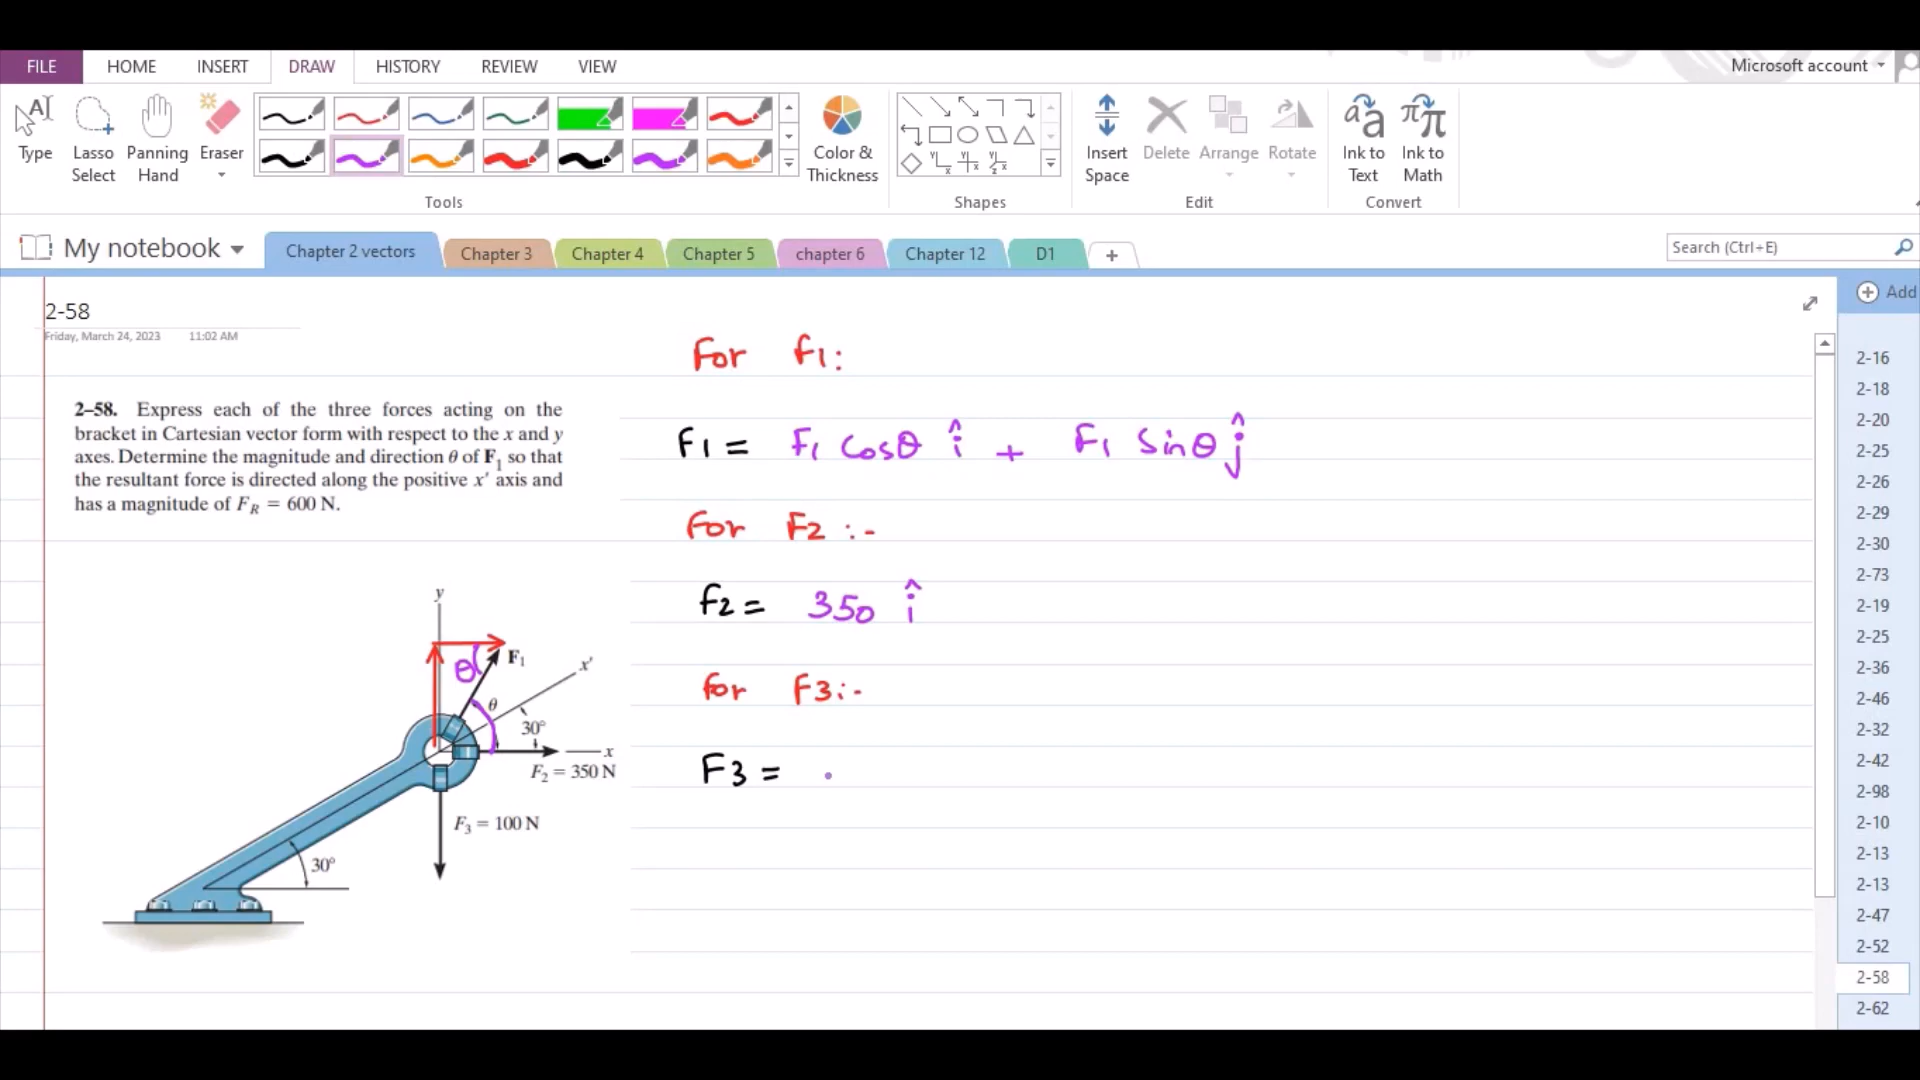 FILE HOME INSERT DRAW HISTORY REVIEW VIEW Microsoft account
Type Lasso Select Panning Hand Eraser Color & Thickness Insert Space Delete Arrange Rotate Ink to Text Ink to Math
Tools Shapes Edit Convert
My notebook Chapter 2 vectors Chapter 3 Chapter 4 Chapter 5 chapter 6 Chapter 12 D1 + Search (Ctrl+E)
Add
2-58
Friday, March 24, 2023 11:02 AM
2–58. Express each of the three forces acting on the
bracket in Cartesian vector form with respect to the x and y
axes. Determine the magnitude and direction θ of F₁ so that
the resultant force is directed along the positive x′ axis and
has a magnitude of F_R = 600 N.
y
F₁
x′
θ
θ
30°
x
F₂ = 350 N
F₃ = 100 N
30°
For F1:
F1 = F1 cosθ î + F1 sinθ ĵ
For F2 :-
F2 = 350 î
For F3:-
F3 =
2-16
2-18
2-20
2-25
2-26
2-29
2-30
2-73
2-19
2-25
2-36
2-46
2-32
2-42
2-98
2-10
2-13
2-13
2-47
2-52
2-58
2-62